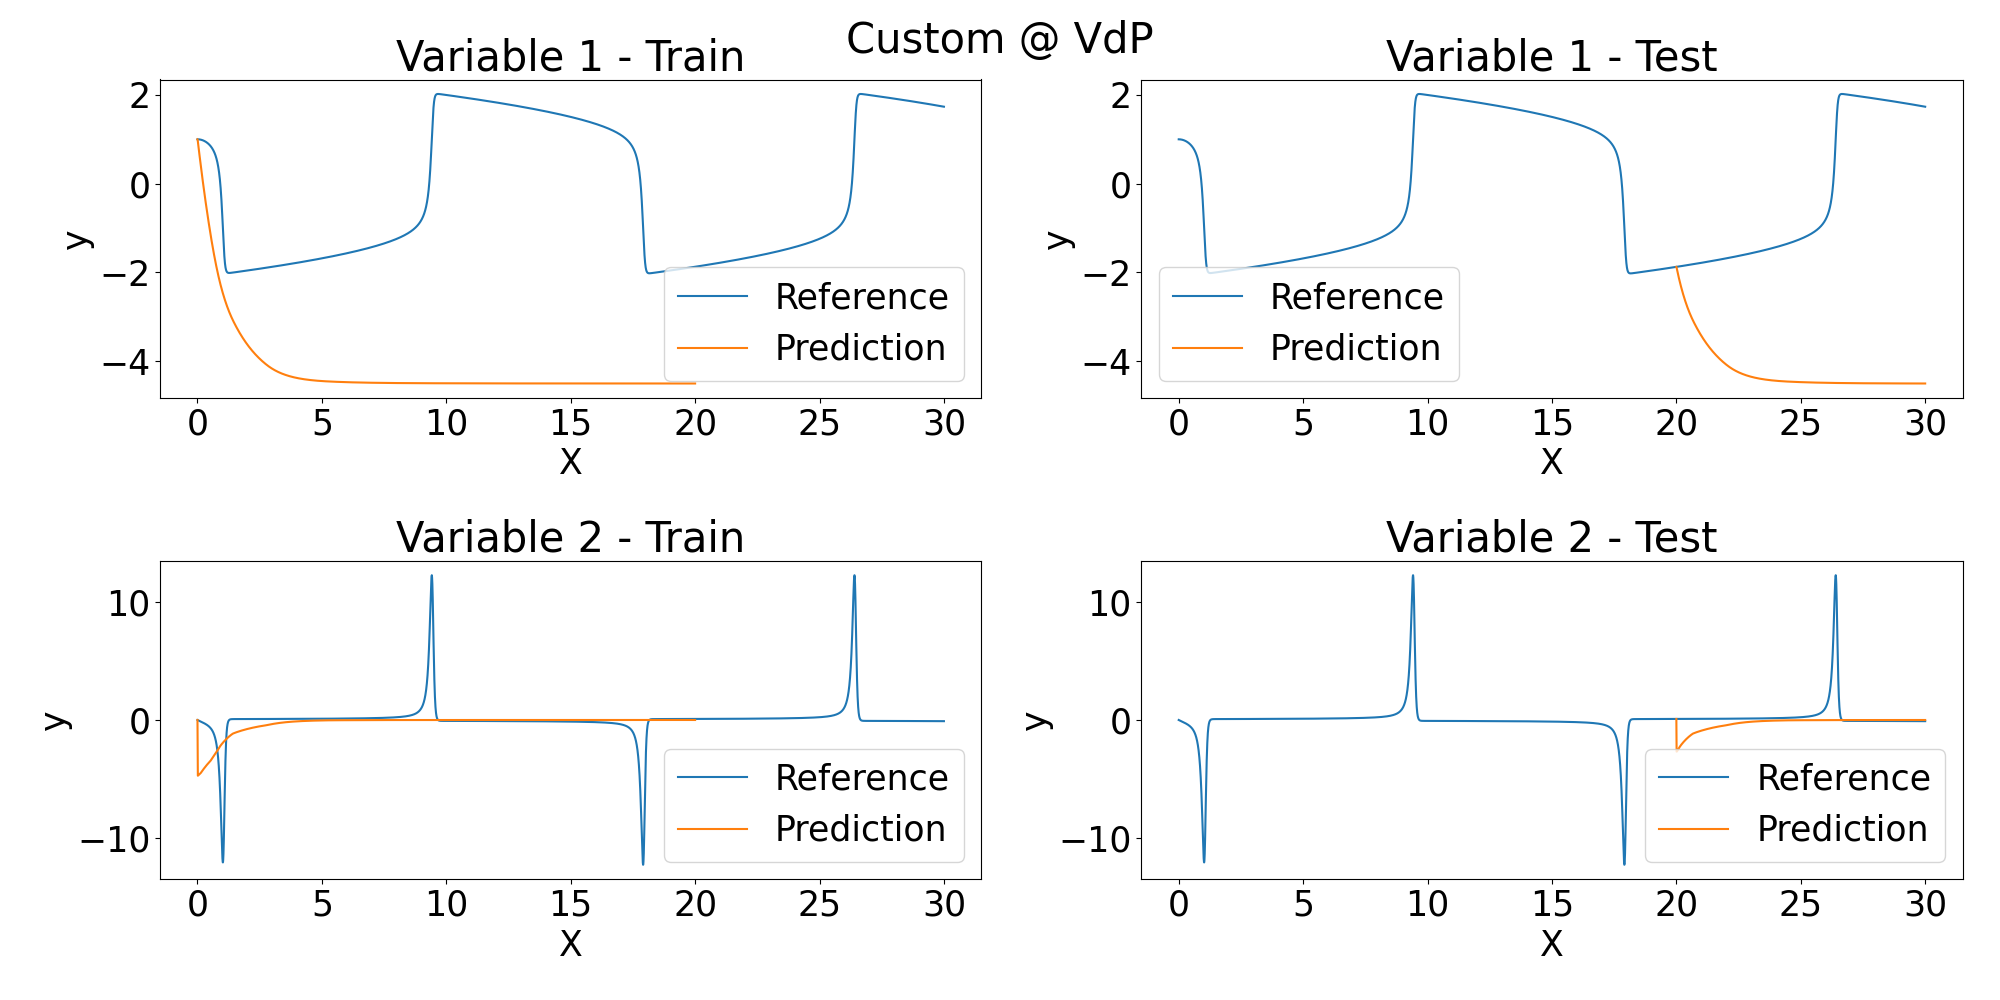 Custom @ VdP
Variable 1 - Train
2
0
−2
−4
y
Reference
Prediction
0 5 10 15 20 25 30
X
Variable 1 - Test
2
0
−2
−4
y
Reference
Prediction
0 5 10 15 20 25 30
X
Variable 2 - Train
10
0
−10
y
Reference
Prediction
0 5 10 15 20 25 30
X
Variable 2 - Test
10
0
−10
y
Reference
Prediction
0 5 10 15 20 25 30
X